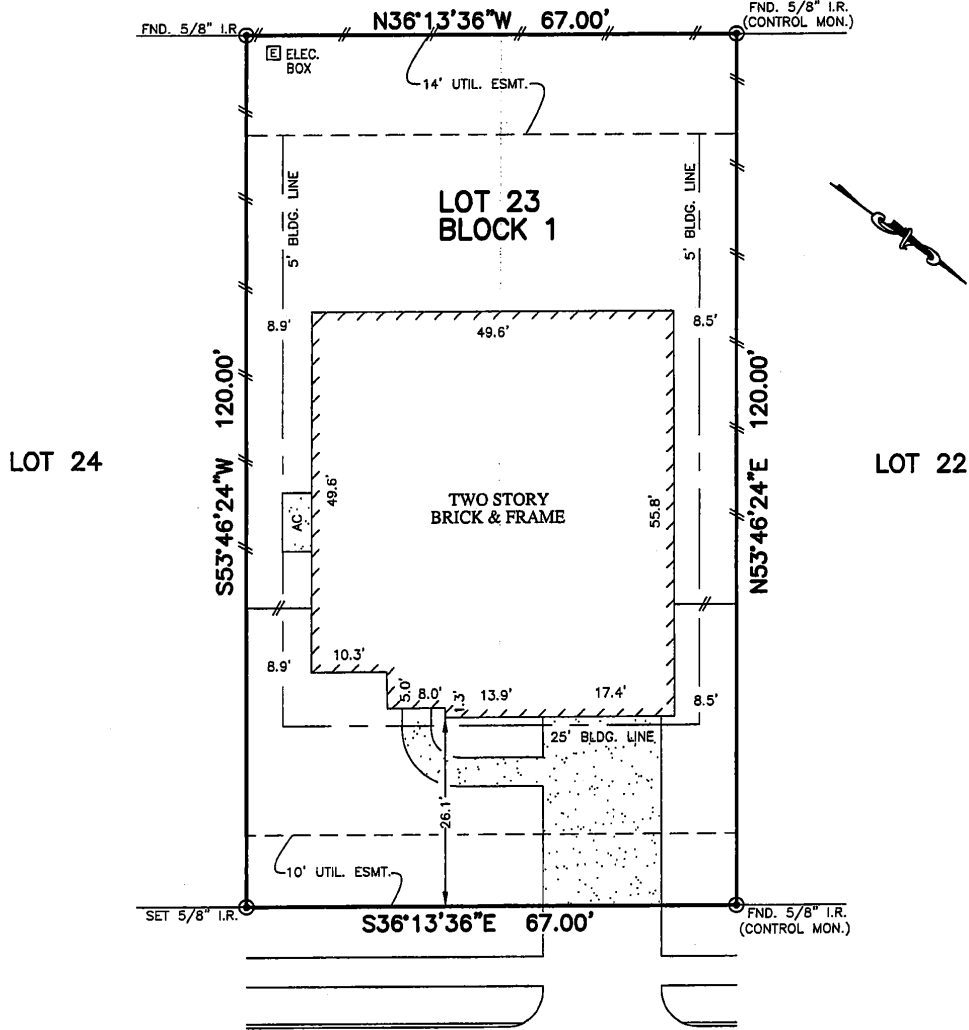 N36°13'36"W 67.00'
FND. 5/8" I.R.
FND. 5/8" I.R.
(CONTROL MON.)
E ELEC.
BOX
14' UTIL. ESMT.
5' BLDG. LINE
LOT 23
BLOCK 1
5' BLDG. LINE
8.9'
49.6'
8.5'
S53°46'24"W 120.00'
N53°46'24"E 120.00'
LOT 24
LOT 22
49.6'
TWO STORY
BRICK & FRAME
55.8'
AC
10.3'
8.9'
5.0'
8.0'
1.3'
13.9'
17.4'
8.5'
25' BLDG. LINE
26.1'
10' UTIL. ESMT.
SET 5/8" I.R.
S36°13'36"E 67.00'
FND. 5/8" I.R.
(CONTROL MON.)